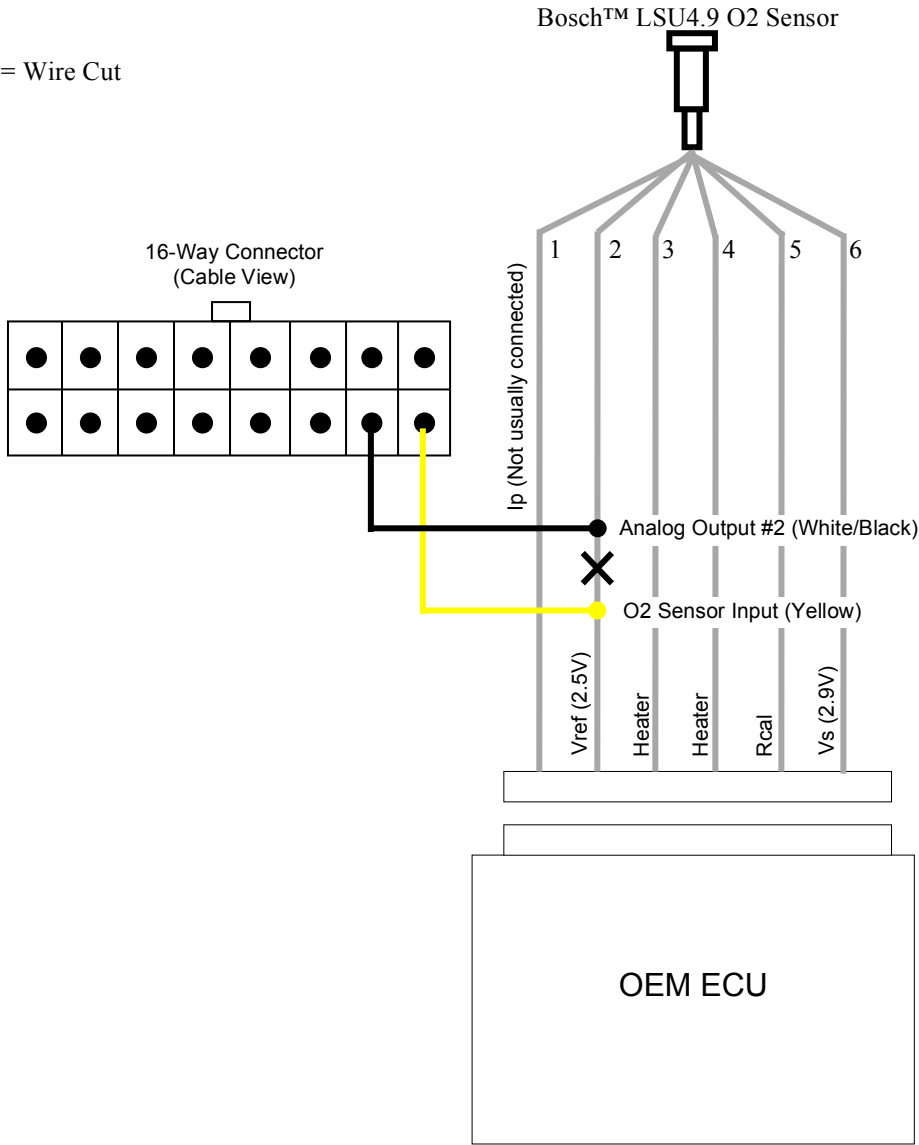 Bosch™ LSU4.9 O2 Sensor
= Wire Cut
16-Way Connector
(Cable View)
1
2
3
4
5
6
Ip (Not usually connected)
Analog Output #2 (White/Black)
O2 Sensor Input (Yellow)
Vref (2.5V)
Heater
Heater
Rcal
Vs (2.9V)
OEM ECU